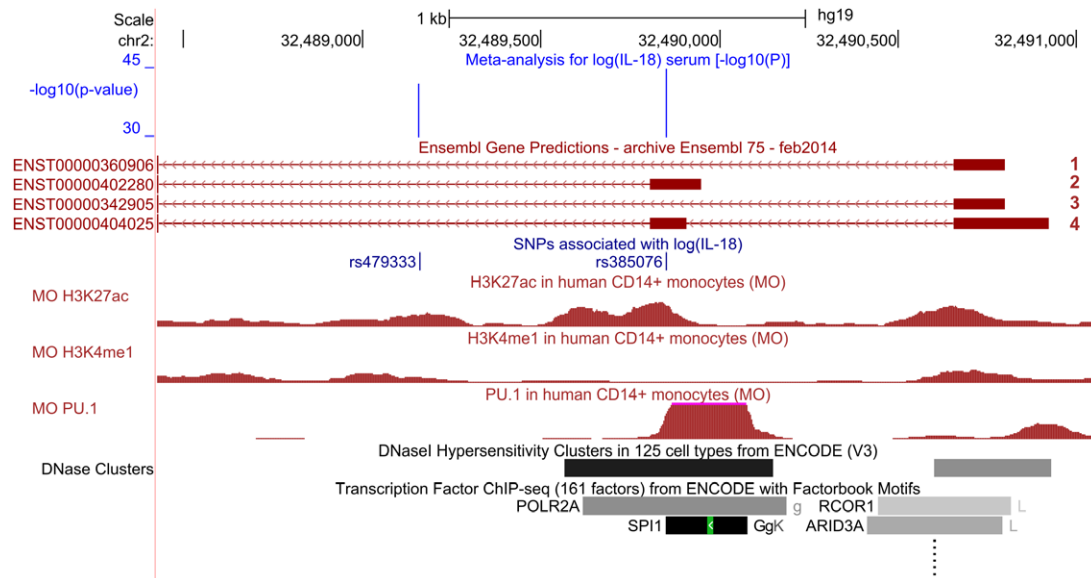 Scale 1 kb hg19
chr2: 32,489,000 32,489,500 32,490,000 32,490,500 32,491,000
45 Meta-analysis for log(IL-18) serum [-log10(P)]
-log10(p-value)
30
Ensembl Gene Predictions - archive Ensembl 75 - feb2014
ENST00000360906 1
ENST00000402280 2
ENST00000342905 3
ENST00000404025 4
SNPs associated with log(IL-18)
rs479333 rs385076
H3K27ac in human CD14+ monocytes (MO)
MO H3K27ac
H3K4me1 in human CD14+ monocytes (MO)
MO H3K4me1
PU.1 in human CD14+ monocytes (MO)
MO PU.1
DNaseI Hypersensitivity Clusters in 125 cell types from ENCODE (V3)
DNase Clusters
Transcription Factor ChIP-seq (161 factors) from ENCODE with Factorbook Motifs
POLR2A g RCOR1 L
SPI1 GgK ARID3A L